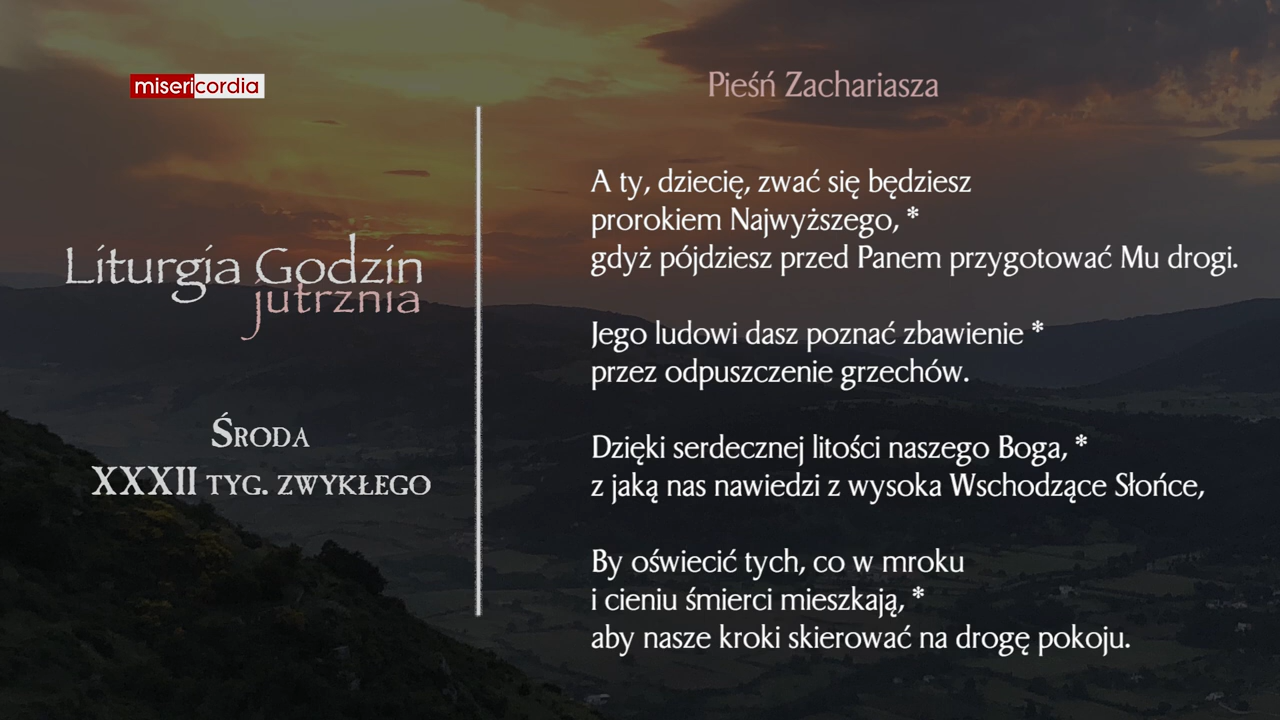 misericordia
Liturgia Godzin
jutrznia
Środa
XXXII tyg. zwykłego
Pieśń Zachariasza
A ty, dziecię, zwać się będziesz
prorokiem Najwyższego, *
gdyż pójdziesz przed Panem przygotować Mu drogi.
Jego ludowi dasz poznać zbawienie *
przez odpuszczenie grzechów.
Dzięki serdecznej litości naszego Boga, *
z jaką nas nawiedzi z wysoka Wschodzące Słońce,
By oświecić tych, co w mroku
i cieniu śmierci mieszkają, *
aby nasze kroki skierować na drogę pokoju.